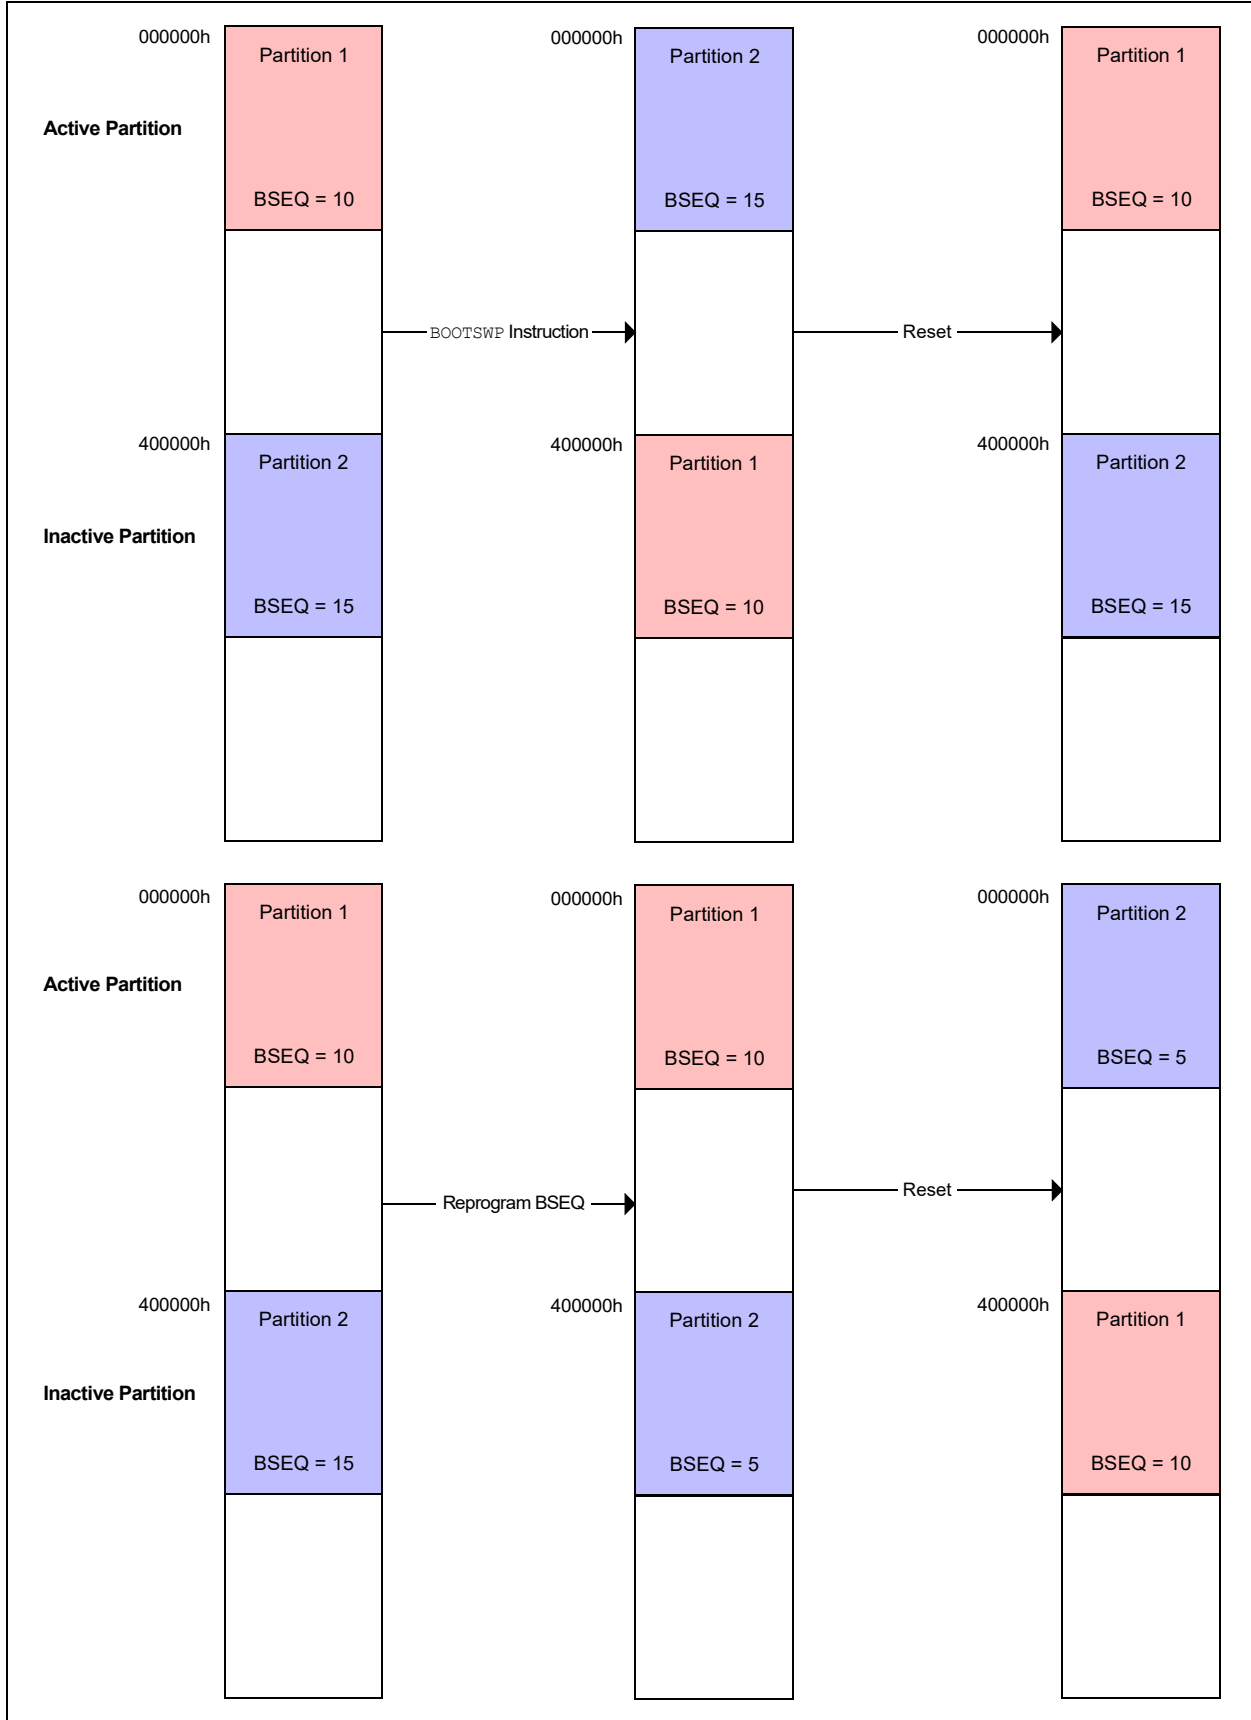 000000h
Partition 1
000000h
Partition 2
000000h
Partition 1
Active Partition
BSEQ = 10
BSEQ = 15
BSEQ = 10
BOOTSWP Instruction
Reset
400000h
Partition 2
400000h
Partition 1
400000h
Partition 2
Inactive Partition
BSEQ = 15
BSEQ = 10
BSEQ = 15
000000h
Partition 1
000000h
Partition 1
000000h
Partition 2
Active Partition
BSEQ = 10
BSEQ = 10
BSEQ = 5
Reprogram BSEQ
Reset
400000h
Partition 2
400000h
Partition 2
400000h
Partition 1
Inactive Partition
BSEQ = 15
BSEQ = 5
BSEQ = 10